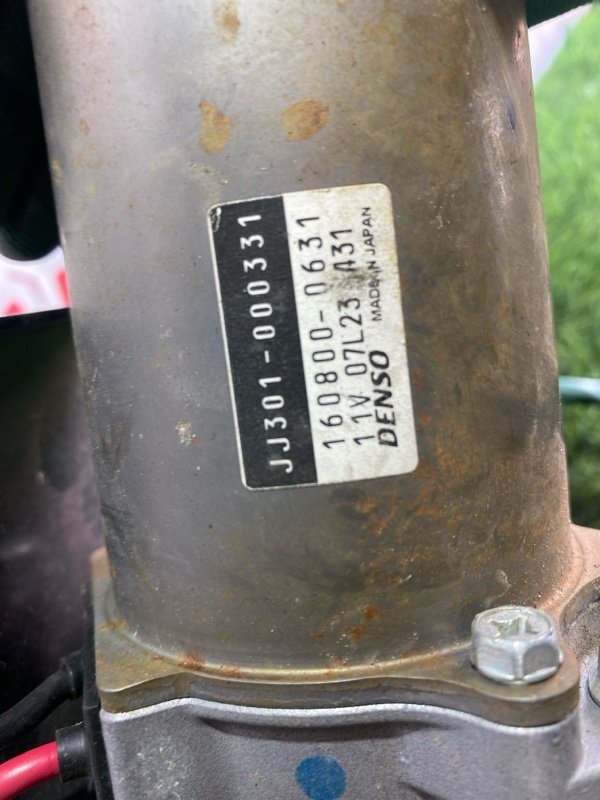 JJ301-000331
160800-0631
11V 07L23 431
DENSO MADE IN JAPAN